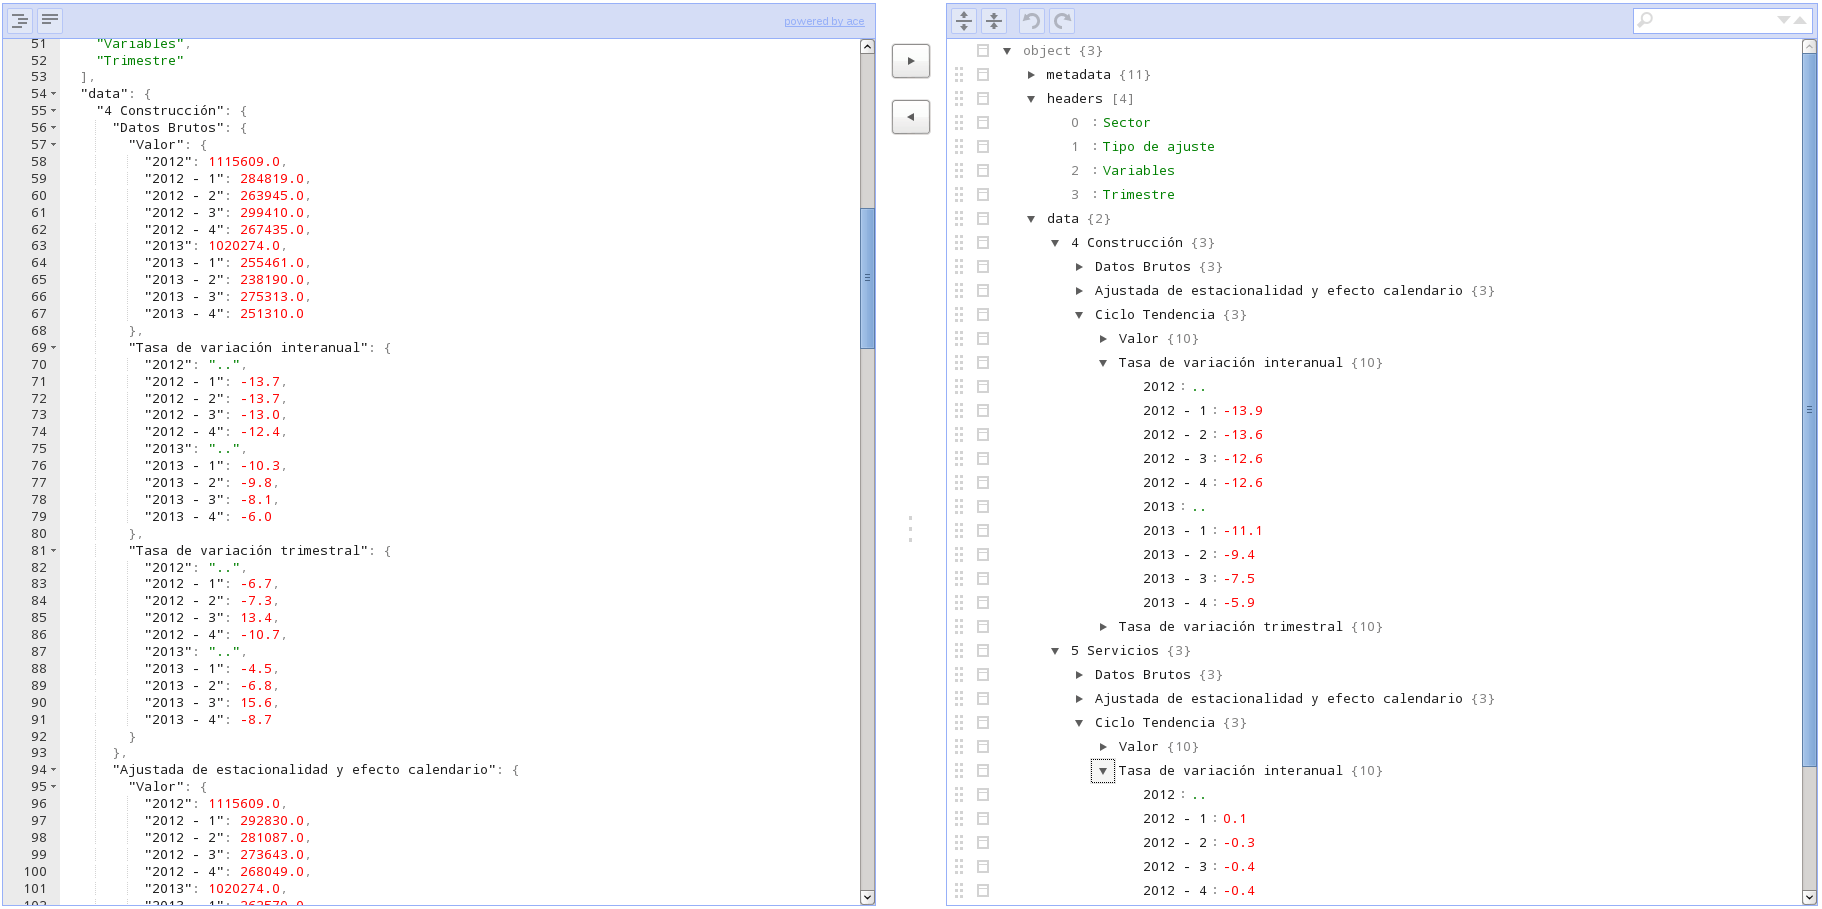 powered by ace
51 "Variables",
52 "Trimestre"
53 ],
54 "data": {
55 "4 Construcción": {
56 "Datos Brutos": {
57 "Valor": {
58 "2012": 1115609.0,
59 "2012 - 1": 284819.0,
60 "2012 - 2": 263945.0,
61 "2012 - 3": 299410.0,
62 "2012 - 4": 267435.0,
63 "2013": 1020274.0,
64 "2013 - 1": 255461.0,
65 "2013 - 2": 238190.0,
66 "2013 - 3": 275313.0,
67 "2013 - 4": 251310.0
68 },
69 "Tasa de variación interanual": {
70 "2012": "..",
71 "2012 - 1": -13.7,
72 "2012 - 2": -13.7,
73 "2012 - 3": -13.0,
74 "2012 - 4": -12.4,
75 "2013": "..",
76 "2013 - 1": -10.3,
77 "2013 - 2": -9.8,
78 "2013 - 3": -8.1,
79 "2013 - 4": -6.0
80 },
81 "Tasa de variación trimestral": {
82 "2012": "..",
83 "2012 - 1": -6.7,
84 "2012 - 2": -7.3,
85 "2012 - 3": 13.4,
86 "2012 - 4": -10.7,
87 "2013": "..",
88 "2013 - 1": -4.5,
89 "2013 - 2": -6.8,
90 "2013 - 3": 15.6,
91 "2013 - 4": -8.7
92 }
93 },
94 "Ajustada de estacionalidad y efecto calendario": {
95 "Valor": {
96 "2012": 1115609.0,
97 "2012 - 1": 292830.0,
98 "2012 - 2": 281087.0,
99 "2012 - 3": 273643.0,
100 "2012 - 4": 268049.0,
101 "2013": 1020274.0,
102 "2013 - 1": 262570.0
object {3}
metadata {11}
headers [4]
0 : Sector
1 : Tipo de ajuste
2 : Variables
3 : Trimestre
data {2}
4 Construcción {3}
Datos Brutos {3}
Ajustada de estacionalidad y efecto calendario {3}
Ciclo Tendencia {3}
Valor {10}
Tasa de variación interanual {10}
2012 : ..
2012 - 1 : -13.9
2012 - 2 : -13.6
2012 - 3 : -12.6
2012 - 4 : -12.6
2013 : ..
2013 - 1 : -11.1
2013 - 2 : -9.4
2013 - 3 : -7.5
2013 - 4 : -5.9
Tasa de variación trimestral {10}
5 Servicios {3}
Datos Brutos {3}
Ajustada de estacionalidad y efecto calendario {3}
Ciclo Tendencia {3}
Valor {10}
Tasa de variación interanual {10}
2012 : ..
2012 - 1 : 0.1
2012 - 2 : -0.3
2012 - 3 : -0.4
2012 - 4 : -0.4